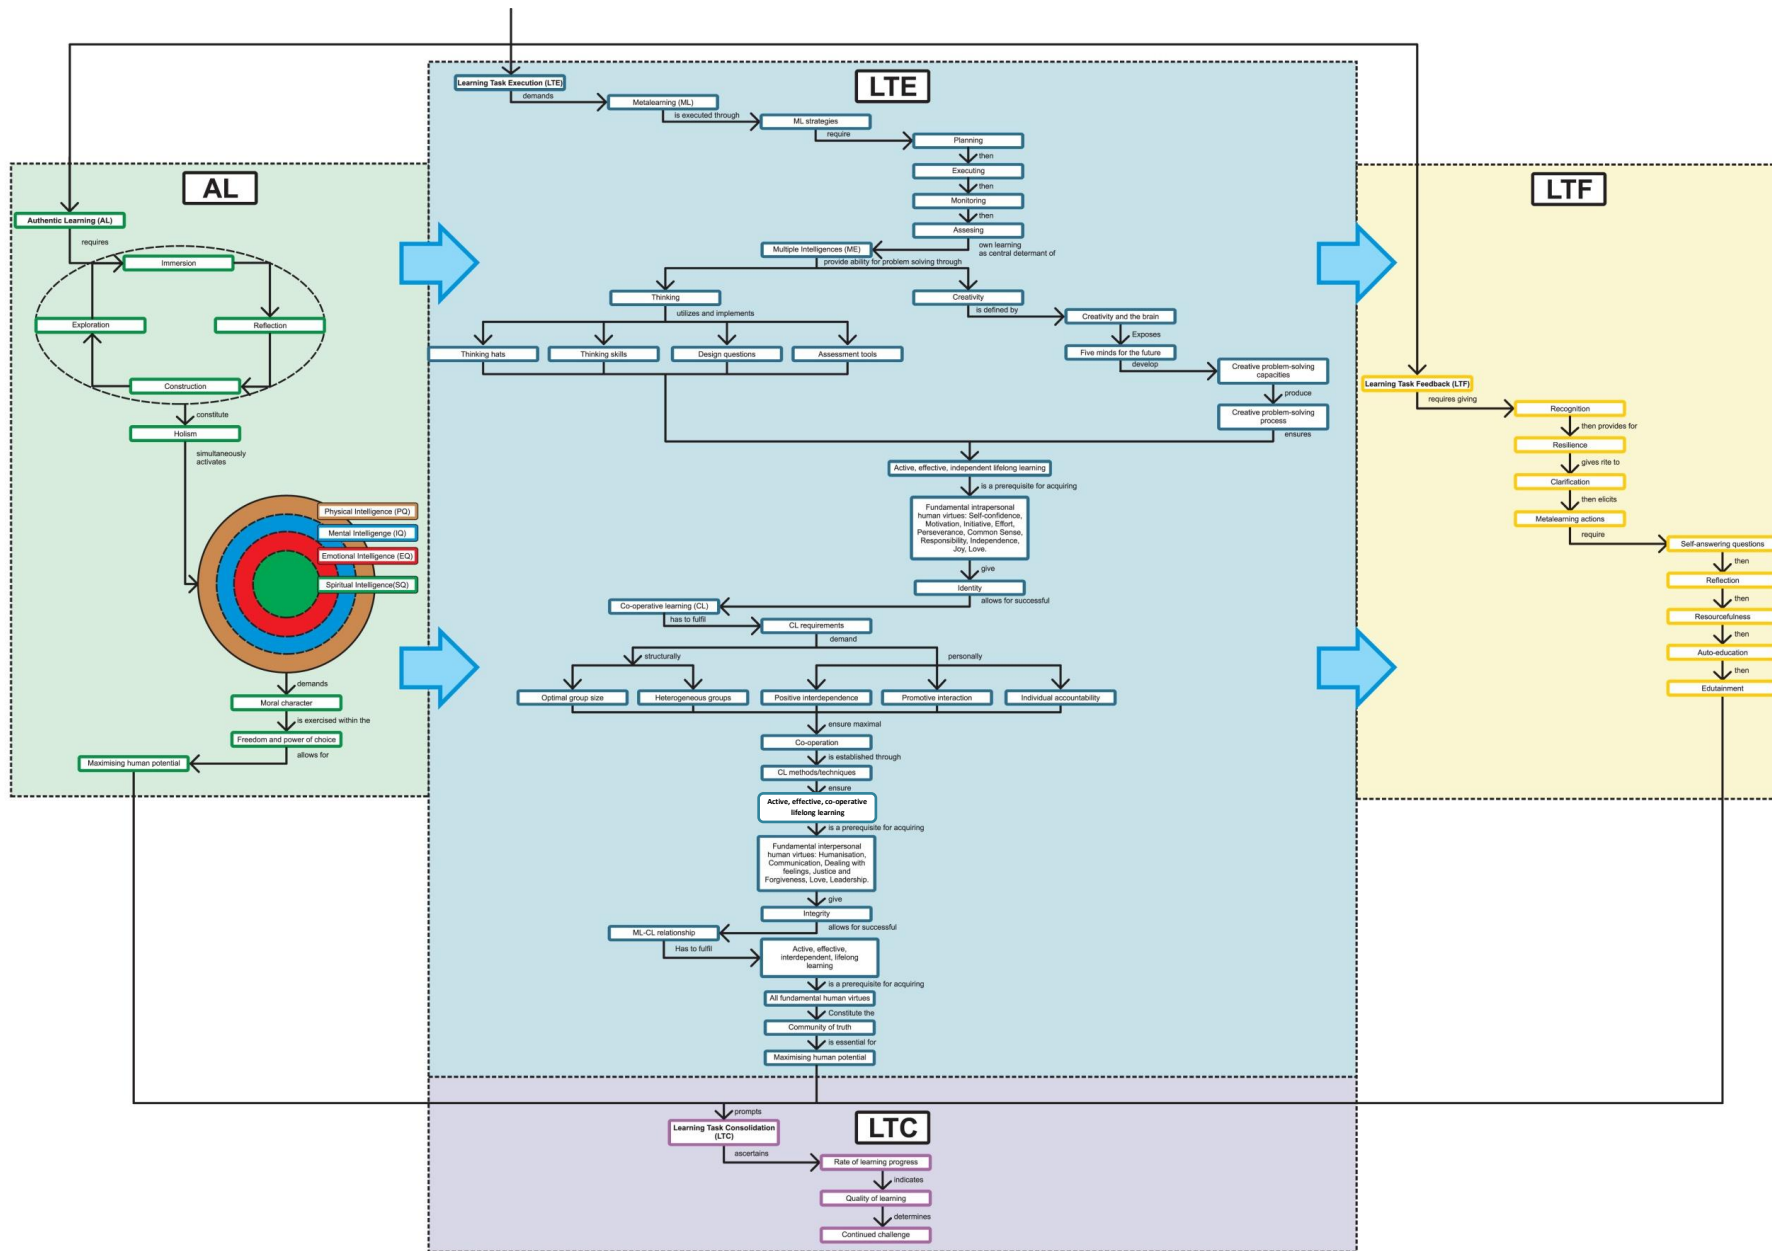 LTE
Learning Task Execution (LTE)
demands
Metalearning (ML)
is executed through
ML strategies
require
Planning
then
Executing
then
Monitoring
then
Assesing
own learning
as central determant of
Multiple Intelligences (ME)
provide ability for problem solving through
Thinking
utilizes and implements
Thinking hats
Thinking skills
Design questions
Assessment tools
Creativity
is defined by
Creativity and the brain
Exposes
Five minds for the future
develop
Creative problem-solving
capacities
produce
Creative problem-solving
process
ensures
Active, effective, independent lifelong learning
is a prerequisite for acquiring
Fundamental intrapersonal
human virtues: Self-confidence,
Motivation, Initiative, Effort,
Perseverance, Common Sense,
Responsibility, Independence,
Joy, Love.
give
Identity
allows for successful
Co-operative learning (CL)
has to fulfil
CL requirements
demand
structurally
personally
Optimal group size
Heterogeneous groups
Positive interdependence
Promotive interaction
Individual accountability
ensure maximal
Co-operation
is established through
CL methods/techniques
ensure
Active, effective, co-operative
lifelong learning
is a prerequisite for acquiring
Fundamental interpersonal
human virtues: Humanisation,
Communication, Dealing with
feelings, Justice and
Forgiveness, Love, Leadership.
give
Integrity
allows for successful
ML-CL relationship
Has to fulfil
Active, effective,
interdependent, lifelong
learning
is a prerequisite for acquiring
All fundamental human virtues
Constitute the
Community of truth
is essential for
Maximising human potential
AL
Authentic Learning (AL)
requires
Immersion
Exploration
Reflection
Construction
constitute
Holism
simultaneously
activates
Physical Intelligence (PQ)
Mental Intelligenge (IQ)
Emotional Intelligence (EQ)
Spiritual Intelligence(SQ)
demands
Moral character
is exercised within the
Freedom and power of choice
allows for
Maximising human potential
LTF
Learning Task Feedback (LTF)
requires giving
Recognition
then provides for
Resilience
gives rite to
Clarification
then elicits
Metalearning actions
require
Self-answering questions
then
Reflection
then
Resourcefulness
then
Auto-education
then
Edutainment
prompts
LTC
Learning Task Consolidation
(LTC)
ascertains
Rate of learning progress
indicates
Quality of learning
determines
Continued challenge